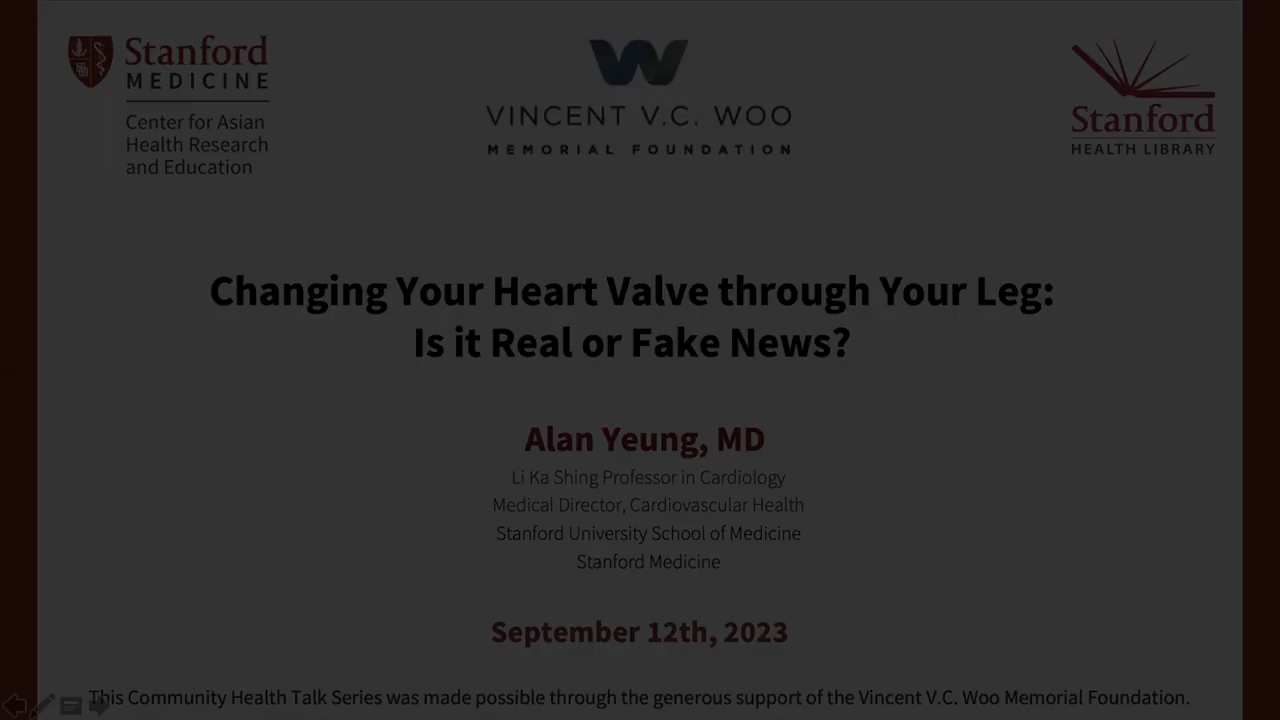 Stanford
MEDICINE
Center for Asian
Health Research
and Education
VINCENT V.C. WOO
MEMORIAL FOUNDATION
Stanford
HEALTH LIBRARY
Changing Your Heart Valve through Your Leg:
Is it Real or Fake News?
Alan Yeung, MD
Li Ka Shing Professor in Cardiology
Medical Director, Cardiovascular Health
Stanford University School of Medicine
Stanford Medicine
September 12th, 2023
This Community Health Talk Series was made possible through the generous support of the Vincent V.C. Woo Memorial Foundation.